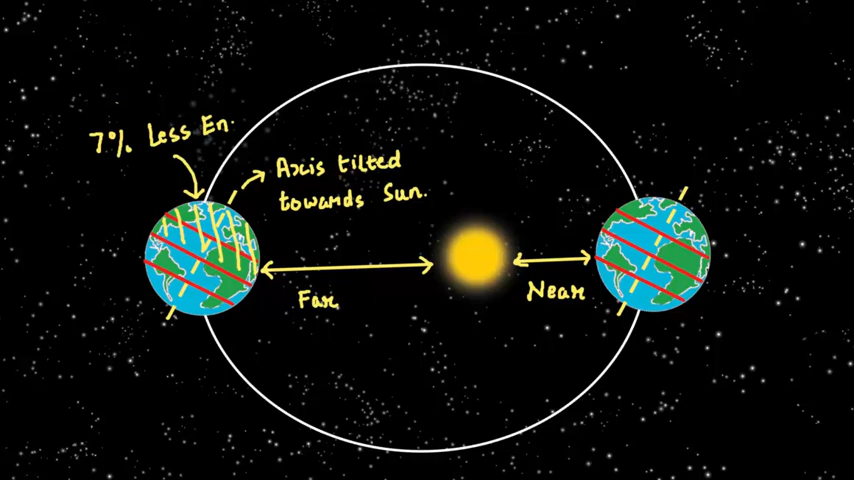 7% Less En.
Axis tilted
towards Sun.
Far
Near